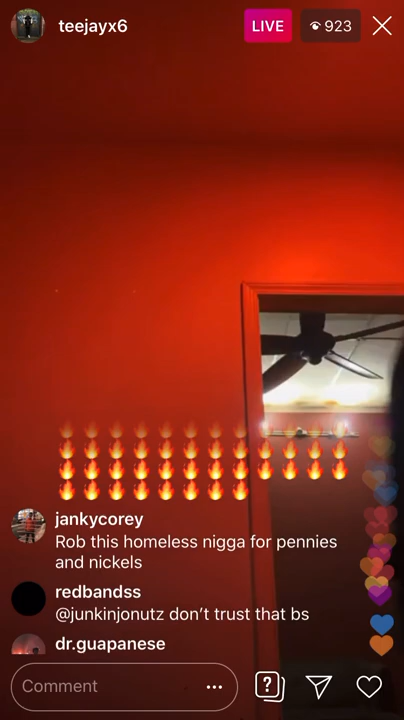 teejayx6
LIVE
923
🔥🔥🔥🔥🔥🔥🔥🔥🔥🔥🔥🔥
🔥🔥🔥🔥🔥🔥🔥🔥🔥🔥🔥🔥
🔥🔥🔥🔥🔥🔥🔥🔥🔥🔥🔥🔥
🔥🔥🔥🔥🔥🔥🔥🔥
jankycorey
Rob this homeless nigga for pennies
and nickels
redbandss
@junkinjonutz don’t trust that bs
dr.guapanese
Comment